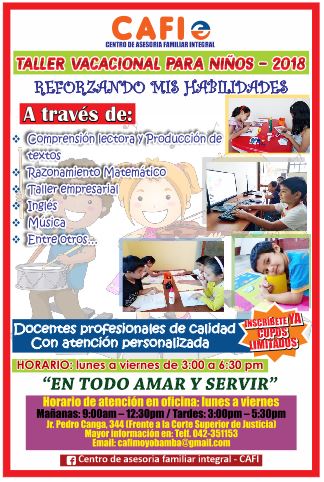 CAFI e
CENTRO DE ASESORIA FAMILIAR INTEGRAL
TALLER VACACIONAL PARA NIÑOS - 2018
REFORZANDO MIS HABILIDADES
A través de:
Comprensión lectora y Producción de
textos
Razonamiento Matemático
Taller empresarial
Inglés
Música
Entre otros...
Docentes profesionales de calidad
Con atención personalizada
INSCRIBETE YA
CUPOS
LIMITADOS
HORARIO: lunes a viernes de 3:00 a 6:30 pm
"EN TODO AMAR Y SERVIR"
Horario de atención en oficina: lunes a viernes
Mañanas: 9:00am – 12:30pm / Tardes: 3:00pm – 5:30pm
Jr. Pedro Canga, 344 (Frente a la Corte Superior de Justicia)
Mayor información en: Telf. 042-351153
Email: cafimoyobamba@gmail.com
Centro de asesoria familiar integral - CAFI